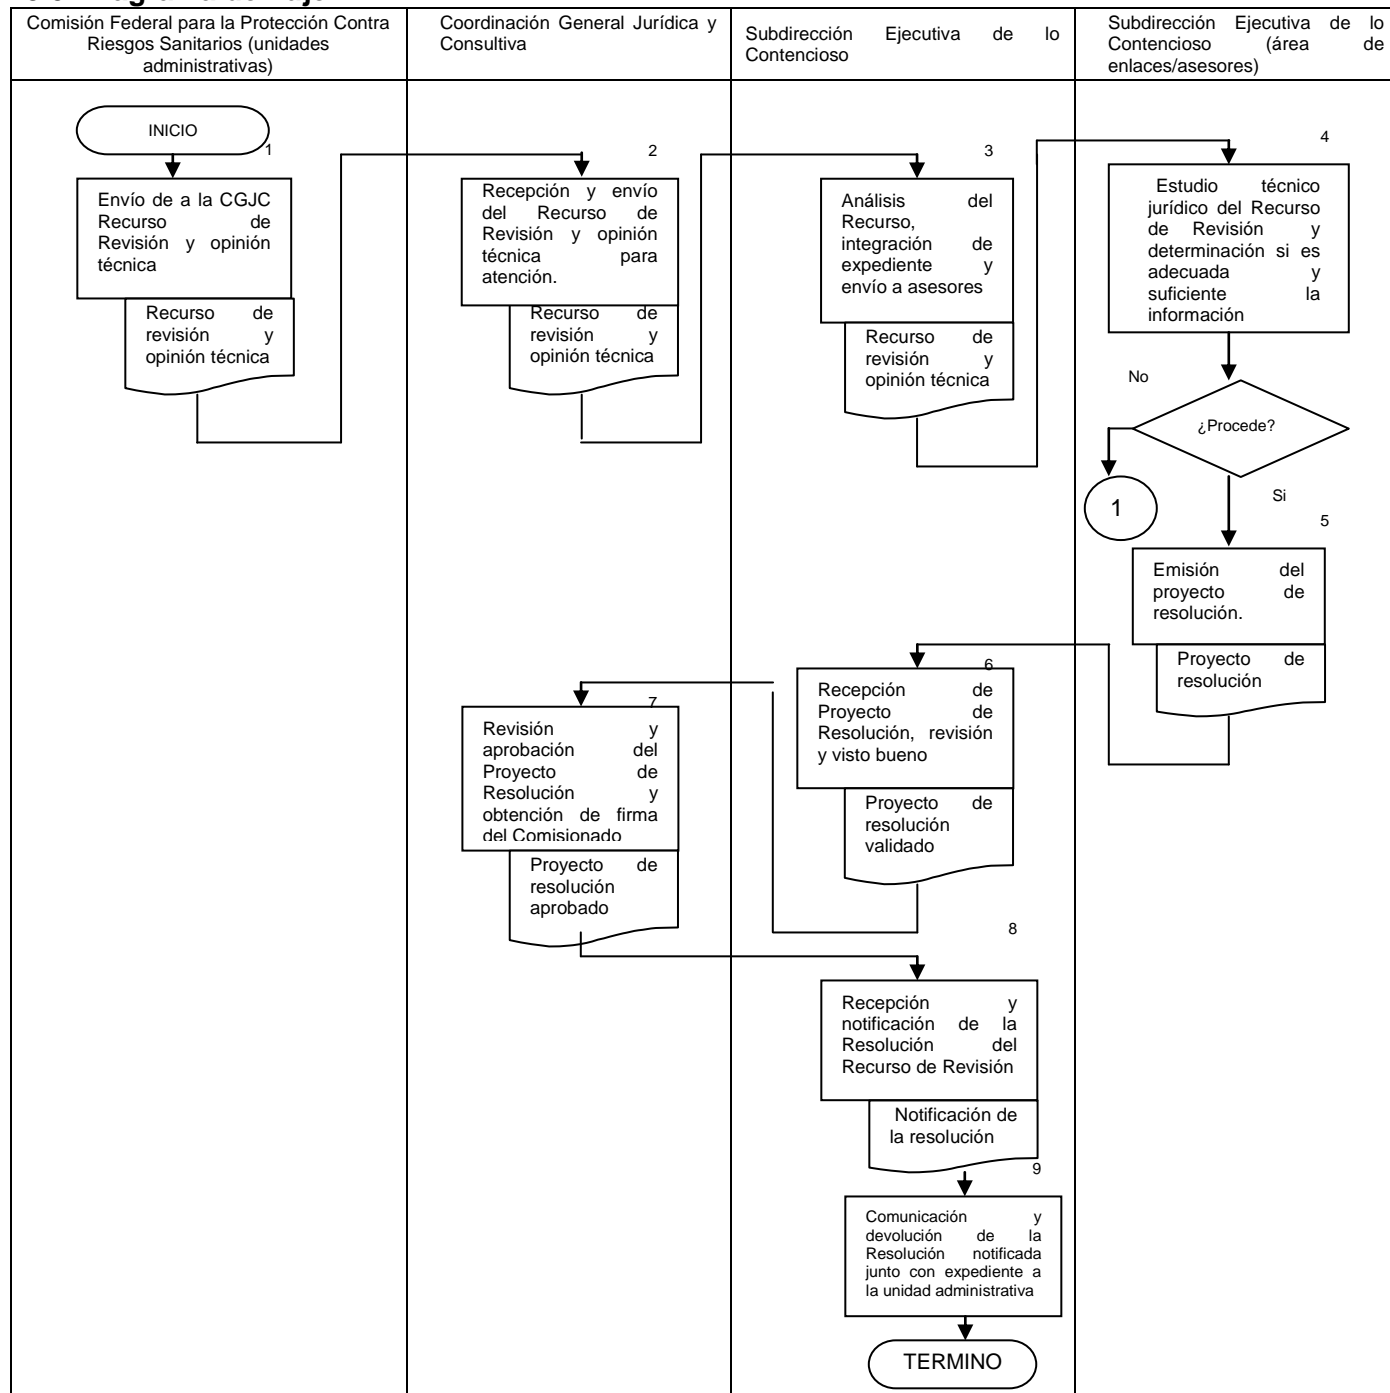 Comisión Federal para la Protección Contra
Riesgos Sanitarios (unidades
administrativas)
Coordinación General Jurídica y
Consultiva
Subdirección Ejecutiva de lo
Contencioso
Subdirección Ejecutiva de lo
Contencioso (área de
enlaces/asesores)
INICIO
1
Envío de a la CGJC
Recurso de
Revisión y opinión
técnica
Recurso de
revisión y
opinión técnica
2
Recepción y envío
del Recurso de
Revisión y opinión
técnica para
atención.
Recurso de
revisión y
opinión técnica
3
Análisis del
Recurso,
integración de
expediente y
envío a asesores
Recurso de
revisión y
opinión técnica
4
Estudio técnico
jurídico del Recurso
de Revisión y
determinación si es
adecuada y
suficiente la
información
No
¿Procede?
1
Si
5
Emisión del
proyecto de
resolución.
Proyecto de
resolución
6
Recepción de
Proyecto de
Resolución, revisión
y visto bueno
Proyecto de
resolución
validado
7
Revisión y
aprobación del
Proyecto de
Resolución y
obtención de firma
del Comisionado
Proyecto de
resolución
aprobado
8
Recepción y
notificación de la
Resolución del
Recurso de Revisión
Notificación de
la resolución
9
Comunicación y
devolución de la
Resolución notificada
junto con expediente a
la unidad administrativa
TERMINO